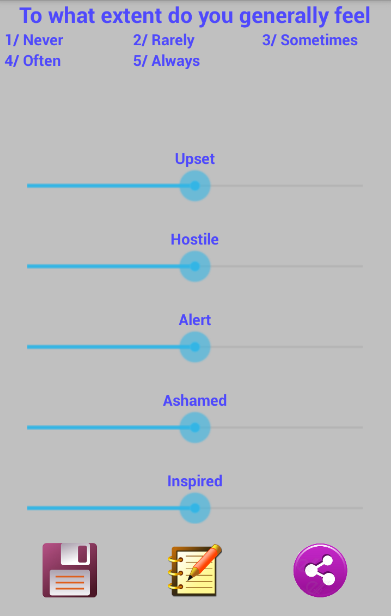 To what extent do you generally feel
1/ Never 2/ Rarely 3/ Sometimes
4/ Often 5/ Always
Upset
Hostile
Alert
Ashamed
Inspired